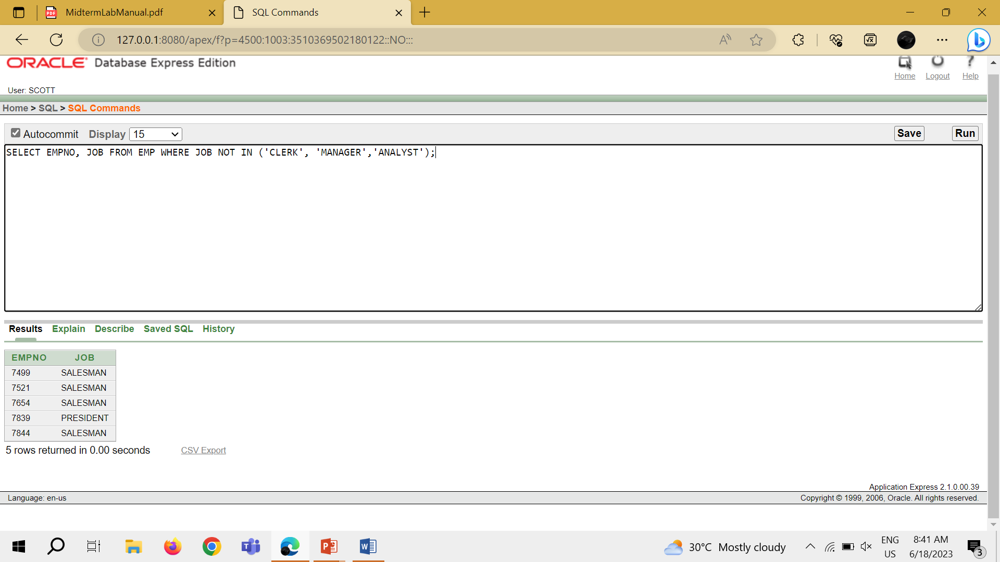 MidtermLabManual.pdf
SQL Commands
127.0.0.1:8080/apex/f?p=4500:1003:3510369502180122::NO:::
ORACLE Database Express Edition
Home Logout Help
User: SCOTT
Home > SQL > SQL Commands
Autocommit Display 15 Save Run
SELECT EMPNO, JOB FROM EMP WHERE JOB NOT IN ('CLERK', 'MANAGER','ANALYST');
Results Explain Describe Saved SQL History
EMPNO JOB
7499 SALESMAN
7521 SALESMAN
7654 SALESMAN
7839 PRESIDENT
7844 SALESMAN
5 rows returned in 0.00 seconds CSV Export
Application Express 2.1.0.00.39
Language: en-us Copyright © 1999, 2006, Oracle. All rights reserved.
30°C Mostly cloudy
ENG
US
8:41 AM
6/18/2023
3